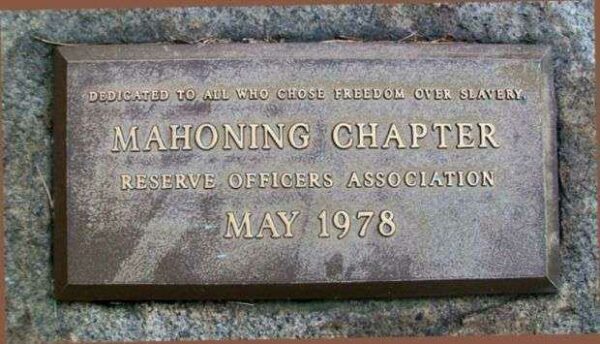 DEDICATED TO ALL WHO CHOSE FREEDOM OVER SLAVERY
MAHONING CHAPTER
RESERVE OFFICERS ASSOCIATION
MAY 1978